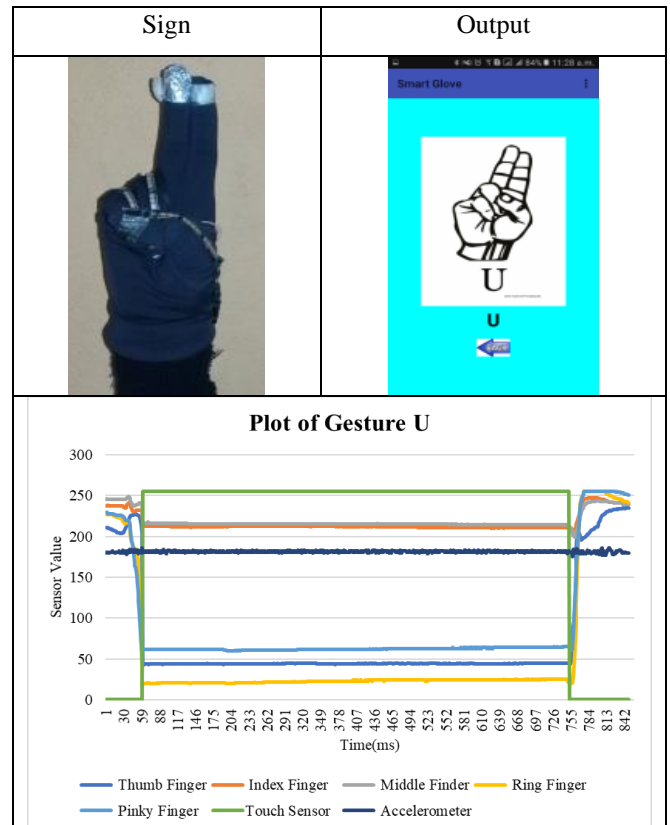 Sign
Output
84% 11:28 a.m.
Smart Glove
U
U
Plot of Gesture U
300
250
200
150
100
50
0
Sensor Value
1 30 59 88 117 146 175 204 233 262 291 320 349 378 407 436 465 494 523 552 581 610 639 668 697 726 755 784 813 842
Time(ms)
Thumb Finger Index Finger Middle Finder Ring Finger
Pinky Finger Touch Sensor Accelerometer